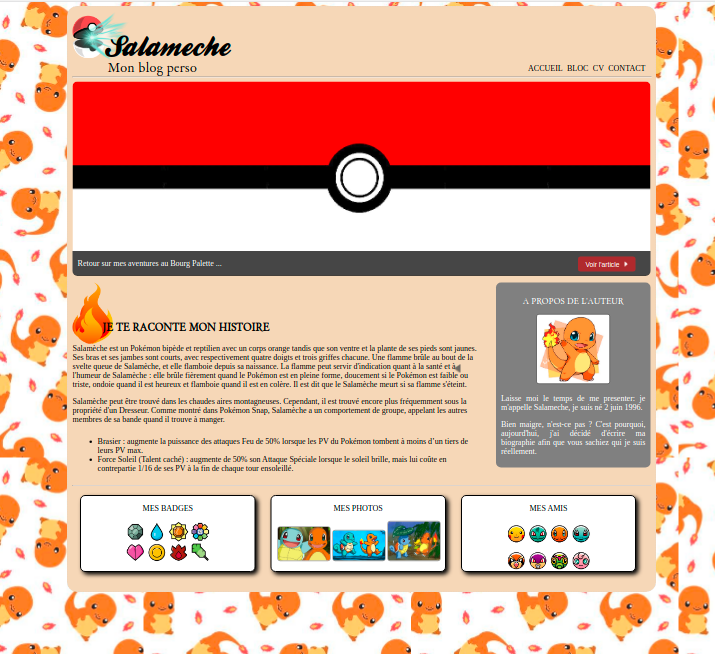 Salameche
Mon blog perso
ACCUEIL BLOC CV CONTACT
Retour sur mes aventures au Bourg Palette ...
Voir l'article
JE TE RACONTE MON HISTOIRE
Salamèche est un Pokémon bipède et reptilien avec un corps orange tandis que son ventre et la plante de ses pieds sont jaunes.
Ses bras et ses jambes sont courts, avec respectivement quatre doigts et trois griffes chacune. Une flamme brûle au bout de la
svelte queue de Salamèche, et elle flamboie depuis sa naissance. La flamme peut servir d'indication quant à la santé et à
l'humeur de Salamèche : elle brûle fièrement quand le Pokémon est en pleine forme, doucement si le Pokémon est faible ou
triste, ondoie quand il est heureux et flamboie quand il est en colère. Il est dit que le Salamèche meurt si sa flamme s'éteint.
Salamèche peut être trouvé dans les chaudes aires montagneuses. Cependant, il est trouvé encore plus fréquemment sous la
propriété d'un Dresseur. Comme montré dans Pokémon Snap, Salamèche a un comportement de groupe, appelant les autres
membres de sa bande quand il trouve à manger.
• Brasier : augmente la puissance des attaques Feu de 50% lorsque les PV du Pokémon tombent à moins d'un tiers de
leurs PV max.
• Force Soleil (Talent caché) : augmente de 50% son Attaque Spéciale lorsque le soleil brille, mais lui coûte en
contrepartie 1/16 de ses PV à la fin de chaque tour ensoleillé.
A PROPOS DE L'AUTEUR
Laisse moi le temps de me presenter: je
m'appelle Salameche, je suis né 2 juin 1996.
Bien maigre, n'est-ce pas ? C'est pourquoi,
aujourd'hui, j'ai décidé d'écrire ma
biographie afin que vous sachiez qui je suis
réellement.
MES BADGES
MES PHOTOS
MES AMIS